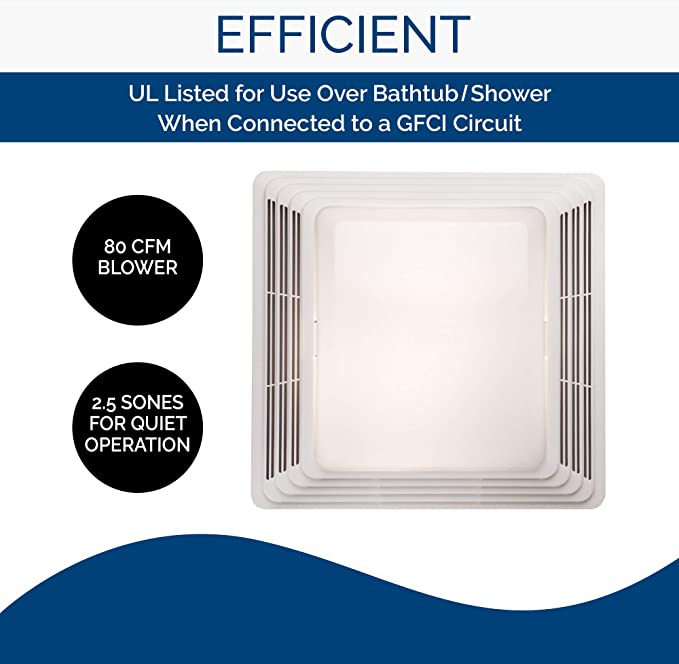 EFFICIENT
UL Listed for Use Over Bathtub/Shower
When Connected to a GFCI Circuit
80 CFM
BLOWER
2.5 SONES
FOR QUIET
OPERATION